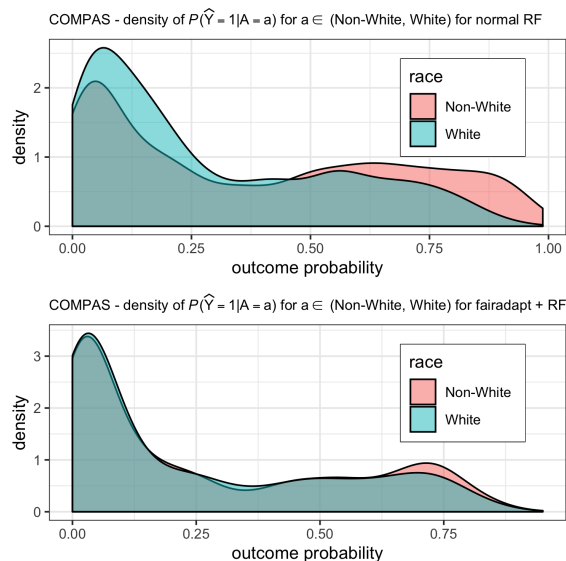 COMPAS - density of P(Ŷ = 1|A = a) for a ∈ (Non-White, White) for normal RF
density
2
1
0
race
Non-White
White
0.00 0.25 0.50 0.75 1.00
outcome probability
COMPAS - density of P(Ŷ = 1|A = a) for a ∈ (Non-White, White) for fairadapt + RF
density
3
2
1
0
race
Non-White
White
0.00 0.25 0.50 0.75
outcome probability